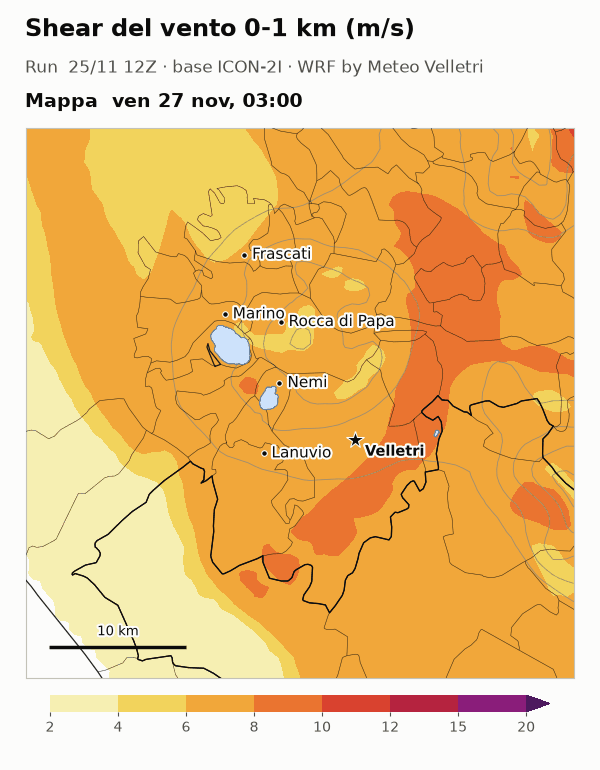 Shear del vento 0-1 km (m/s)
Run  25/11 12Z · base ICON-2I · WRF by Meteo Velletri
Mappa  ven 27 nov, 03:00
Frascati
Marino
Rocca di Papa
Nemi
Lanuvio
Velletri
10 km
2 4 6 8 10 12 15 20